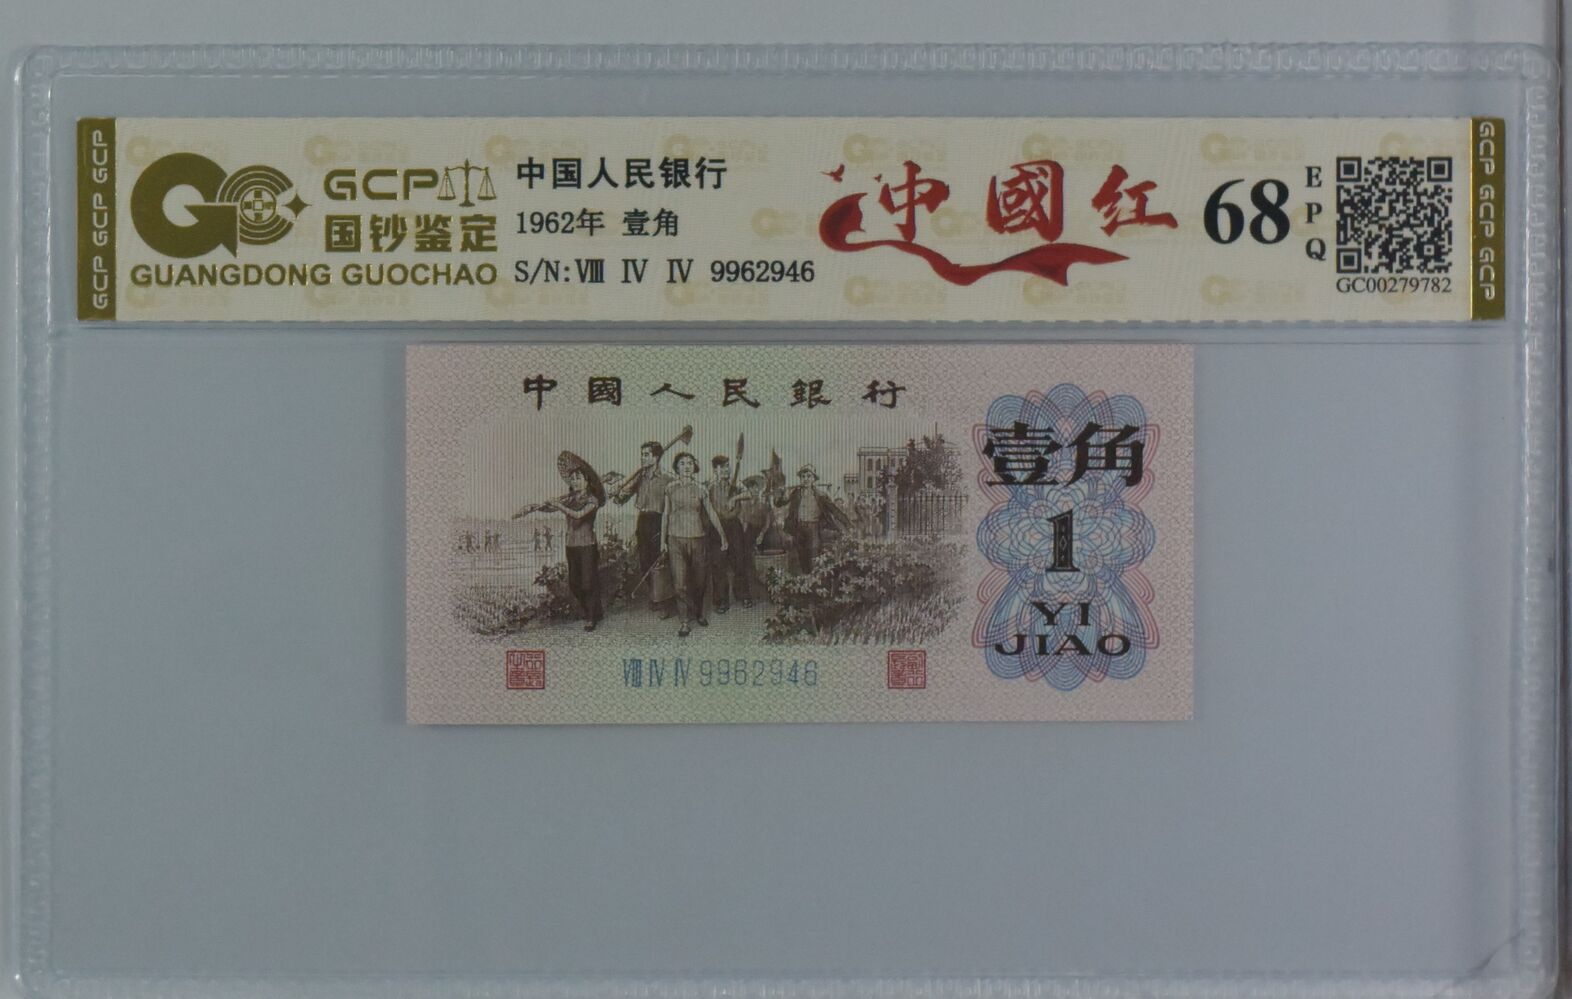 GCP
国钞鉴定
GUANGDONG GUOCHAO
中国人民银行
1962年 壹角
S/N:Ⅷ Ⅳ Ⅳ 9962946
中國红
68
EPQ
GC00279782
GCP GCP GCP
GCP GCP GCP
中國人民銀行
壹角
1
YI
JIAO
Ⅷ Ⅳ Ⅳ 9962946